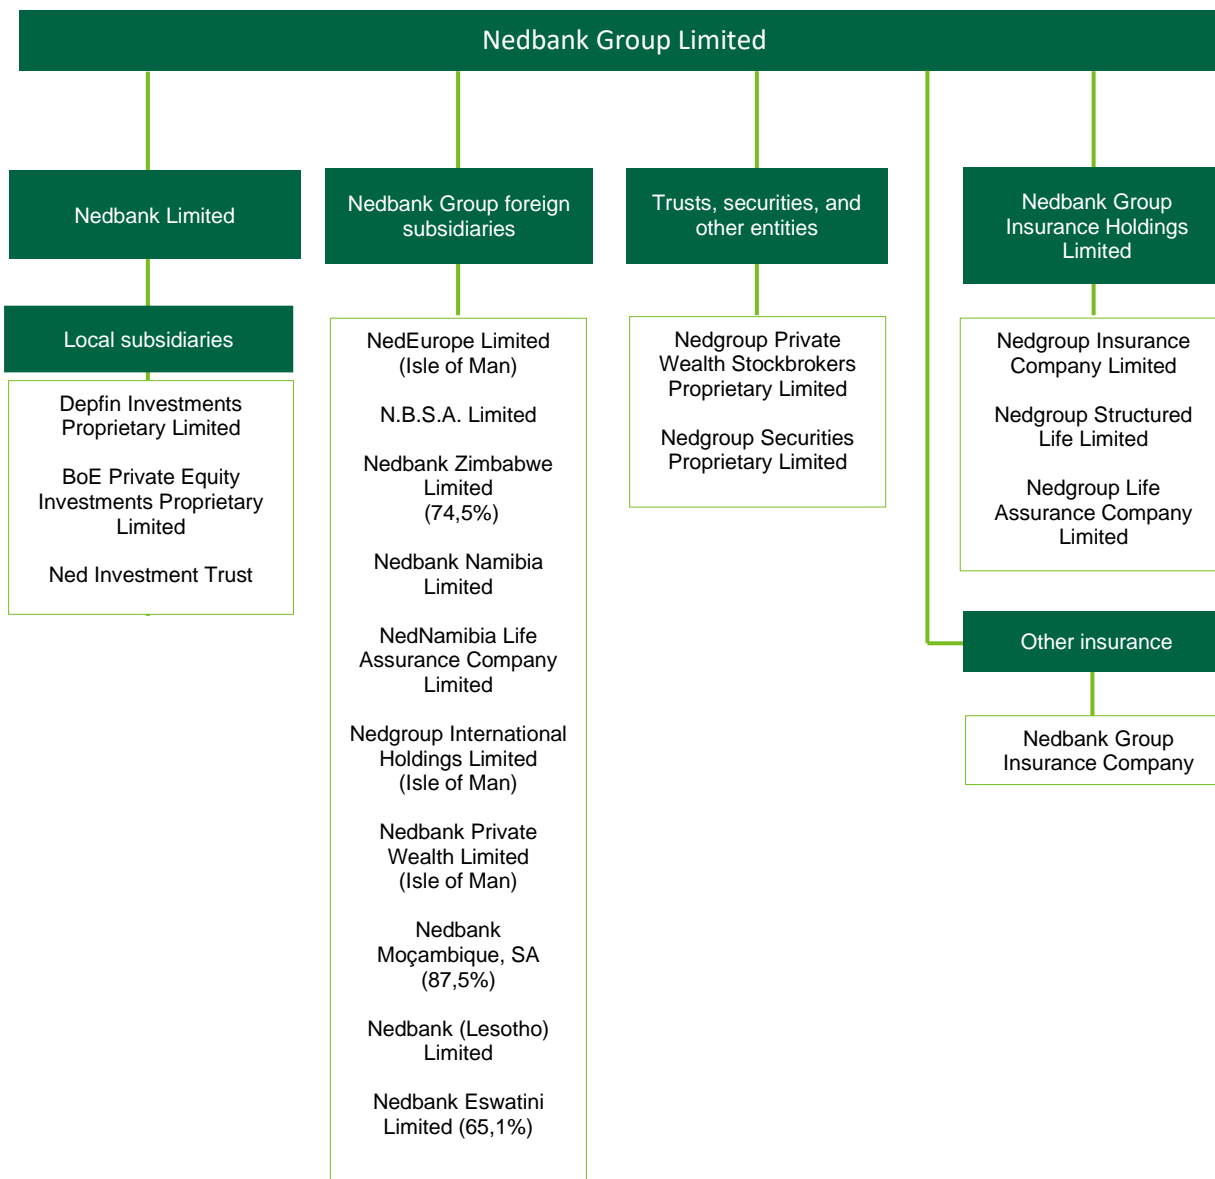 Nedbank Group Limited
Nedbank Limited
Local subsidiaries
Depfin Investments
Proprietary Limited
BoE Private Equity
Investments Proprietary
Limited
Ned Investment Trust
Nedbank Group foreign
subsidiaries
NedEurope Limited
(Isle of Man)
N.B.S.A. Limited
Nedbank Zimbabwe
Limited
(74,5%)
Nedbank Namibia
Limited
NedNamibia Life
Assurance Company
Limited
Nedgroup International
Holdings Limited
(Isle of Man)
Nedbank Private
Wealth Limited
(Isle of Man)
Nedbank
Moçambique, SA
(87,5%)
Nedbank (Lesotho)
Limited
Nedbank Eswatini
Limited (65,1%)
Trusts, securities, and
other entities
Nedgroup Private
Wealth Stockbrokers
Proprietary Limited
Nedgroup Securities
Proprietary Limited
Nedbank Group
Insurance Holdings
Limited
Nedgroup Insurance
Company Limited
Nedgroup Structured
Life Limited
Nedgroup Life
Assurance Company
Limited
Other insurance
Nedbank Group
Insurance Company